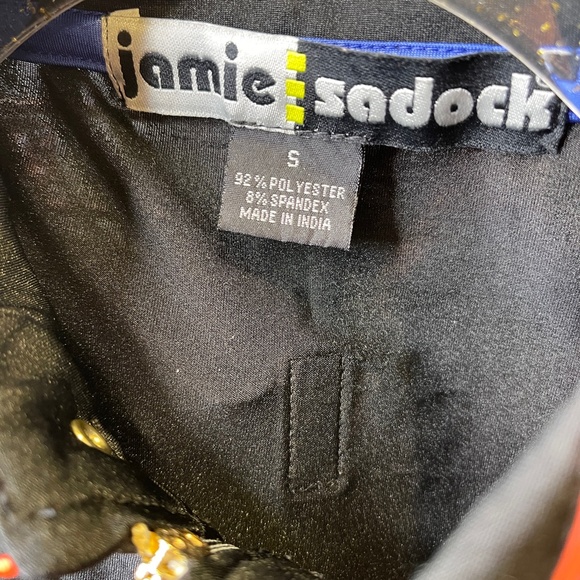 jamie sadock
S
92% POLYESTER
8% SPANDEX
MADE IN INDIA